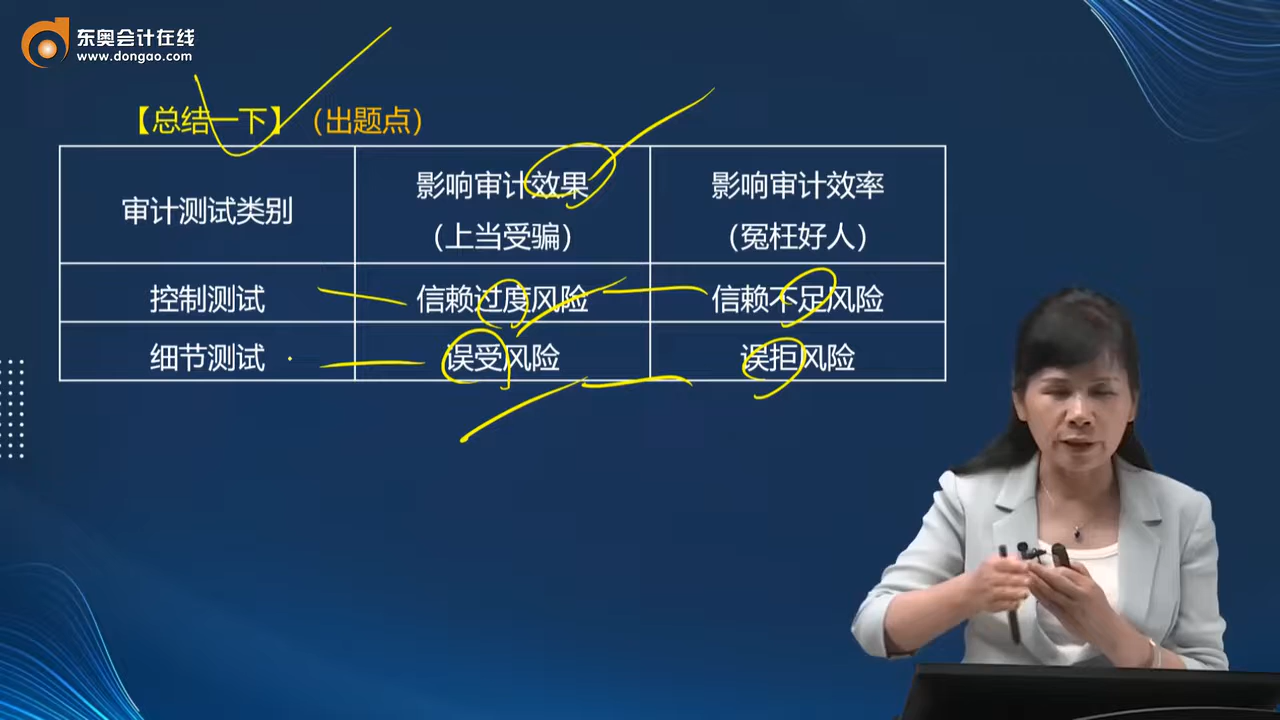 东奥会计在线
www.dongao.com
【总结一下】（出题点）
审计测试类别
影响审计效果
（上当受骗）
影响审计效率
（冤枉好人）
控制测试
信赖过度风险
信赖不足风险
细节测试
误受风险
误拒风险